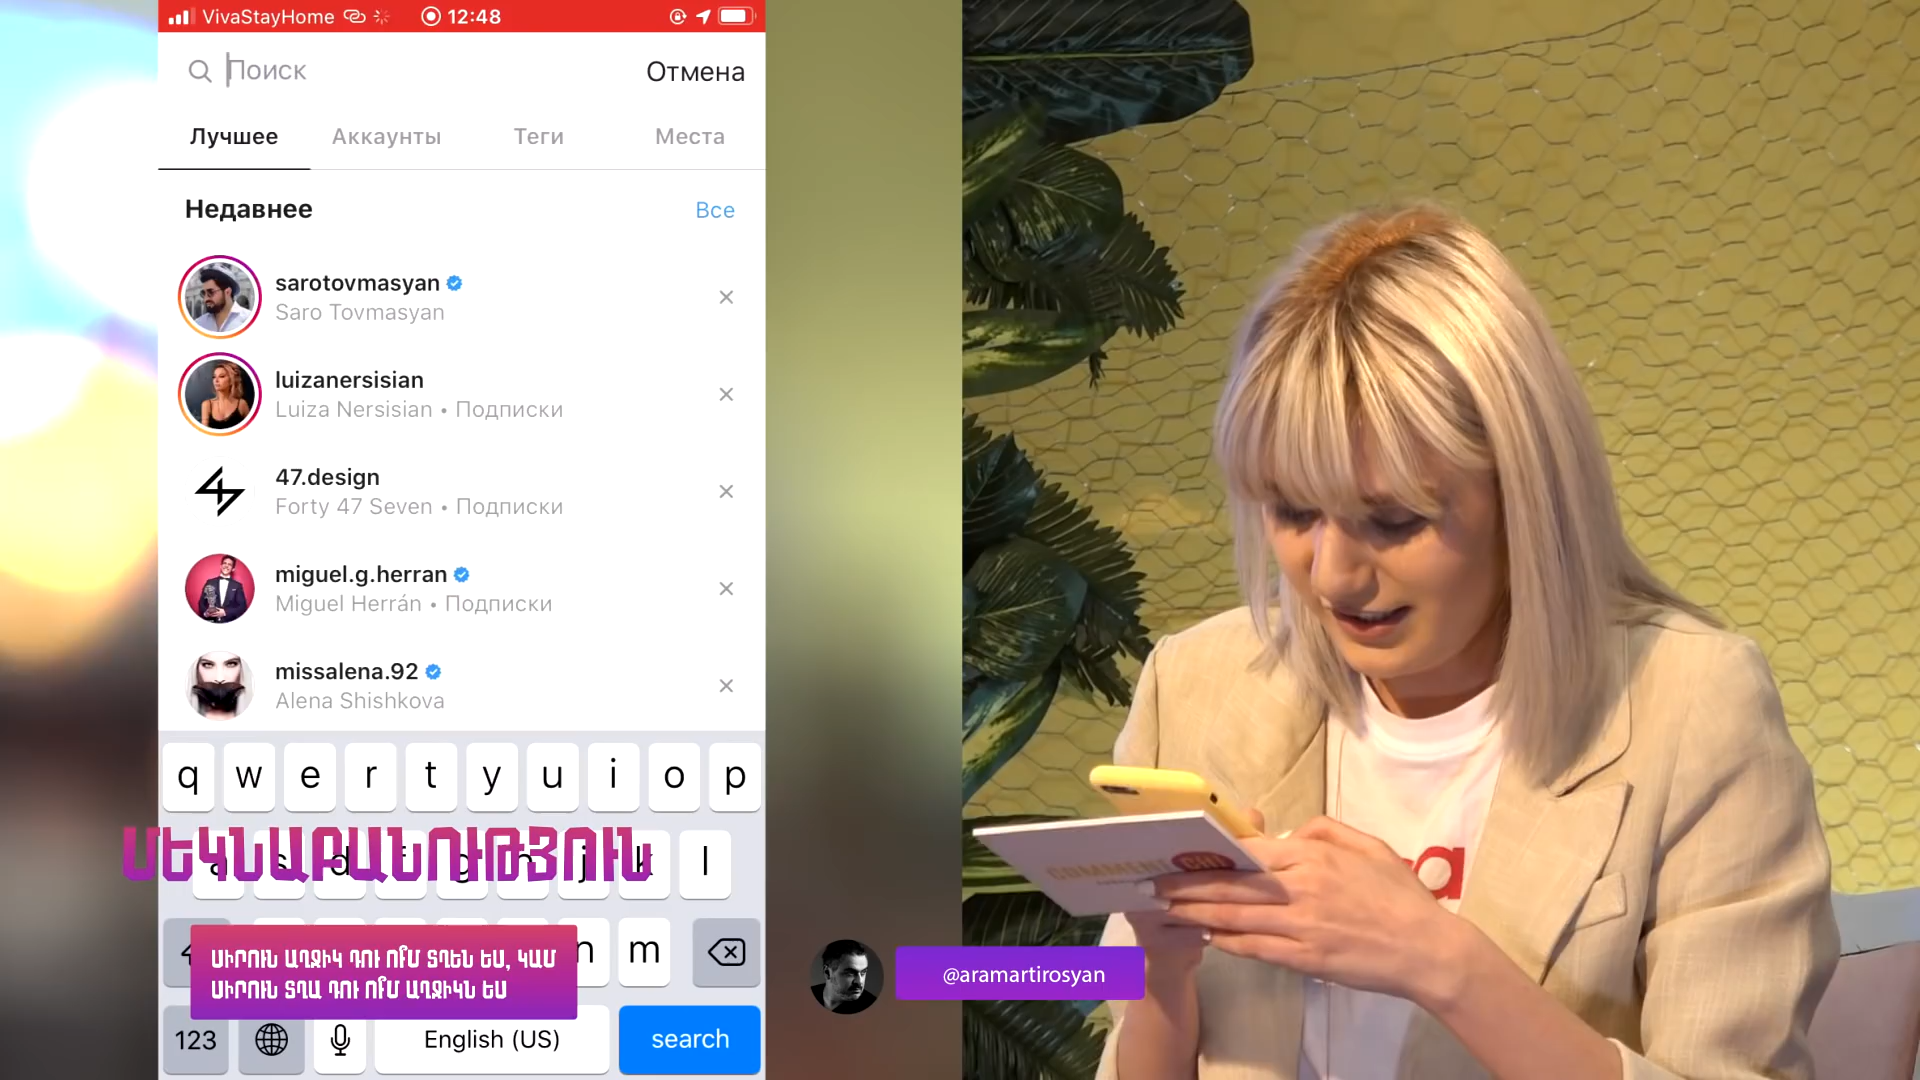 VivaStayHome 12:48
Поиск
Отмена
Лучшее Аккаунты Теги Места
Недавнее Все
sarotovmasyan
Saro Tovmasyan
luizanersisian
Luiza Nersisian • Подписки
47.design
Forty 47 Seven • Подписки
miguel.g.herran
Miguel Herrán • Подписки
missalena.92
Alena Shishkova
q w e r t y u i o p
a s d f g h j k l
ՄԵԿՆԱԲԱՆՈՒԹՅՈՒՆ
n m
ՍԻՐՈՒՆ ԱՂՋԻԿ ԴՈՒ ՈՒՄ ՏՂԵՆ ԵՍ, ԿԱՄ
ՍԻՐՈՒՆ ՏՂԱ ԴՈՒ ՈՒՄ ԱՂՋԻԿՆ ԵՍ
123 English (US) search
COMMENT
@aramartirosyan